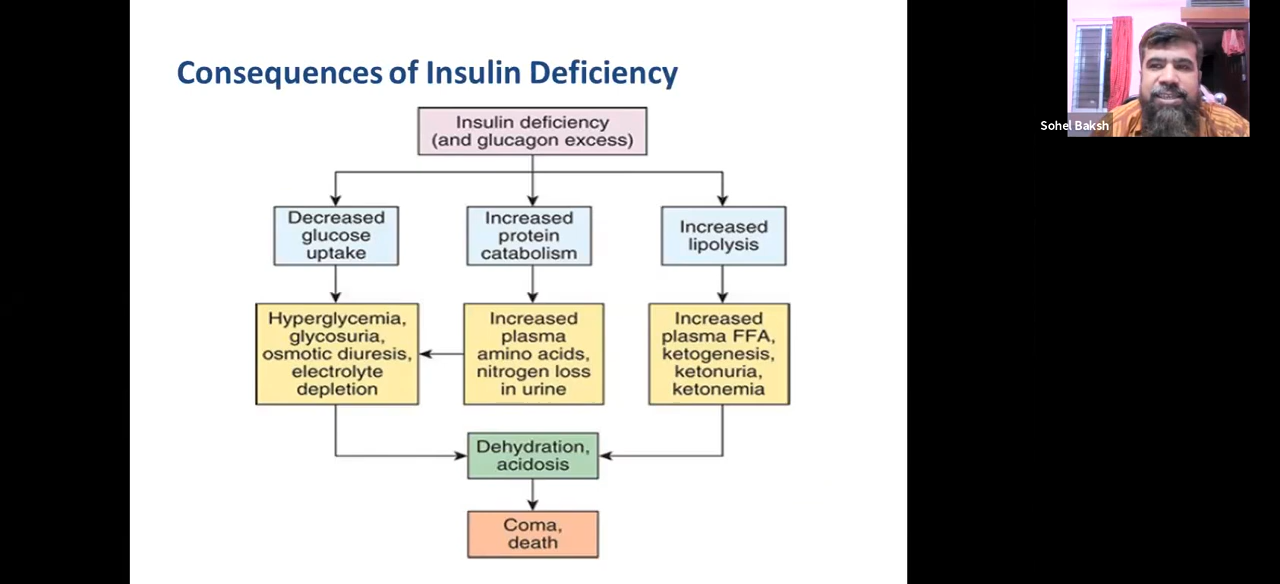 Consequences of Insulin Deficiency
Sohel Baksh
Insulin deficiency
(and glucagon excess)
Decreased
glucose
uptake
Increased
protein
catabolism
Increased
lipolysis
Hyperglycemia,
glycosuria,
osmotic diuresis,
electrolyte
depletion
Increased
plasma
amino acids,
nitrogen loss
in urine
Increased
plasma FFA,
ketogenesis,
ketonuria,
ketonemia
Dehydration,
acidosis
Coma,
death